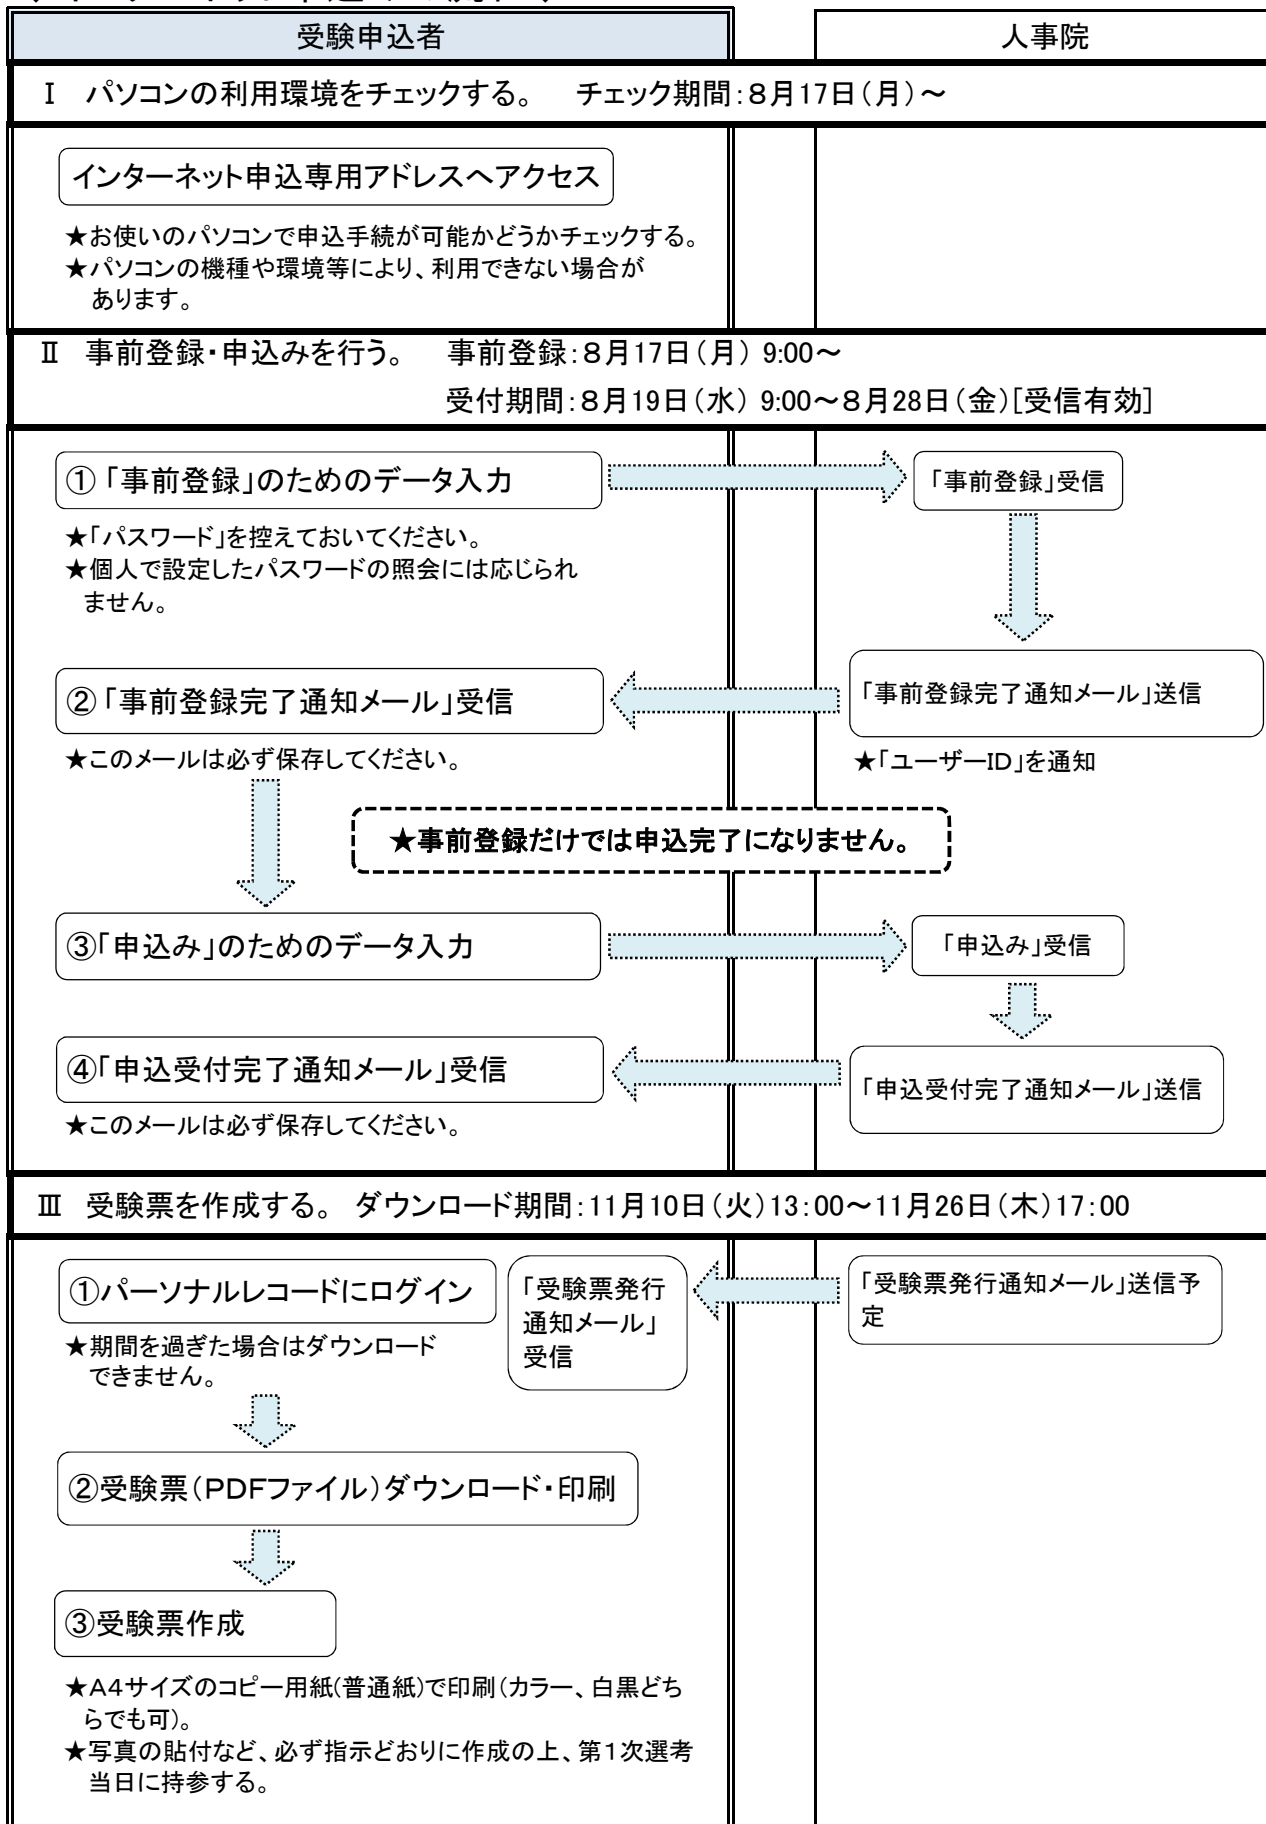 受験申込者
人事院
Ⅰ パソコンの利用環境をチェックする。 チェック期間：８月17日（月）～
インターネット申込専用アドレスへアクセス
★お使いのパソコンで申込手続が可能かどうかチェックする。
★パソコンの機種や環境等により、利用できない場合が
あります。
Ⅱ 事前登録・申込みを行う。 事前登録：８月17日（月） 9:00～
受付期間：８月19日（水） 9:00～８月28日（金）[受信有効]
①「事前登録」のためのデータ入力
「事前登録」受信
★「パスワード」を控えておいてください。
★個人で設定したパスワードの照会には応じられ
ません。
②「事前登録完了通知メール」受信
「事前登録完了通知メール」送信
★このメールは必ず保存してください。
★「ユーザーID」を通知
★事前登録だけでは申込完了になりません。
③「申込み」のためのデータ入力
「申込み」受信
④「申込受付完了通知メール」受信
「申込受付完了通知メール」送信
★このメールは必ず保存してください。
Ⅲ 受験票を作成する。 ダウンロード期間：11月10日（火）13：00～11月26日（木）17：00
①パーソナルレコードにログイン
「受験票発行
通知メール」
受信
「受験票発行通知メール」送信予
定
★期間を過ぎた場合はダウンロード
できません。
②受験票（PDFファイル）ダウンロード・印刷
③受験票作成
★A4サイズのコピー用紙(普通紙)で印刷（カラー、白黒どち
らでも可）。
★写真の貼付など、必ず指示どおりに作成の上、第１次選考
当日に持参する。